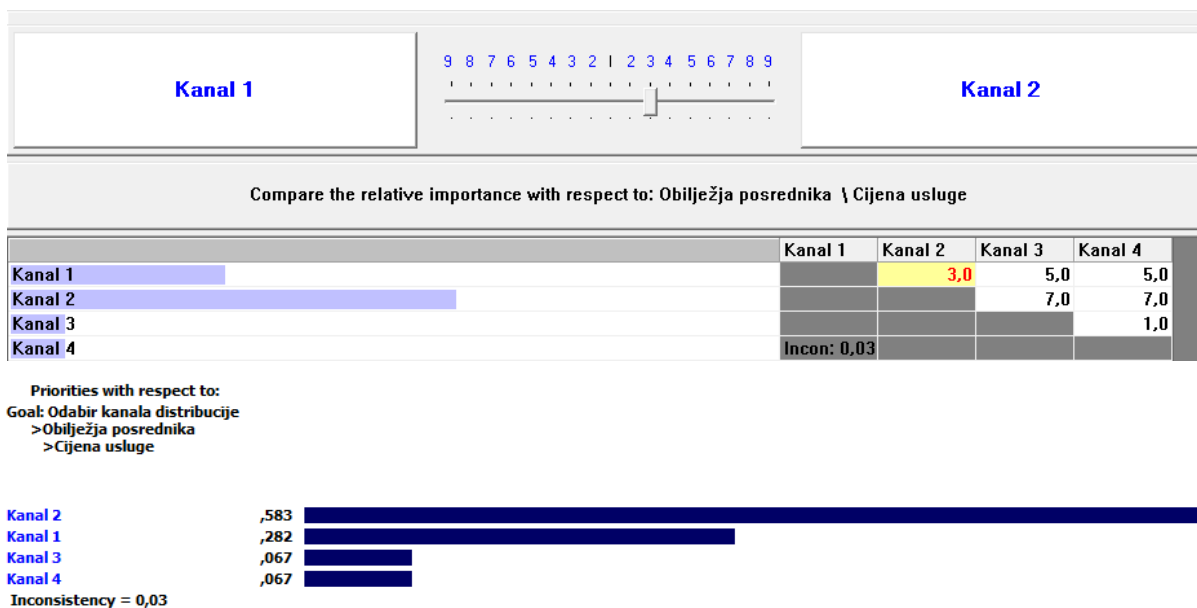 9 8 7 6 5 4 3 2 | 2 3 4 5 6 7 8 9
Kanal 1
Kanal 2
Compare the relative importance with respect to: Obilježja posrednika \ Cijena usluge
Kanal 1 Kanal 2 Kanal 3 Kanal 4
Kanal 1 3,0 5,0 5,0
Kanal 2 7,0 7,0
Kanal 3 1,0
Kanal 4 Incon: 0,03
Priorities with respect to:
Goal: Odabir kanala distribucije
>Obilježja posrednika
>Cijena usluge
Kanal 2 ,583
Kanal 1 ,282
Kanal 3 ,067
Kanal 4 ,067
Inconsistency = 0,03